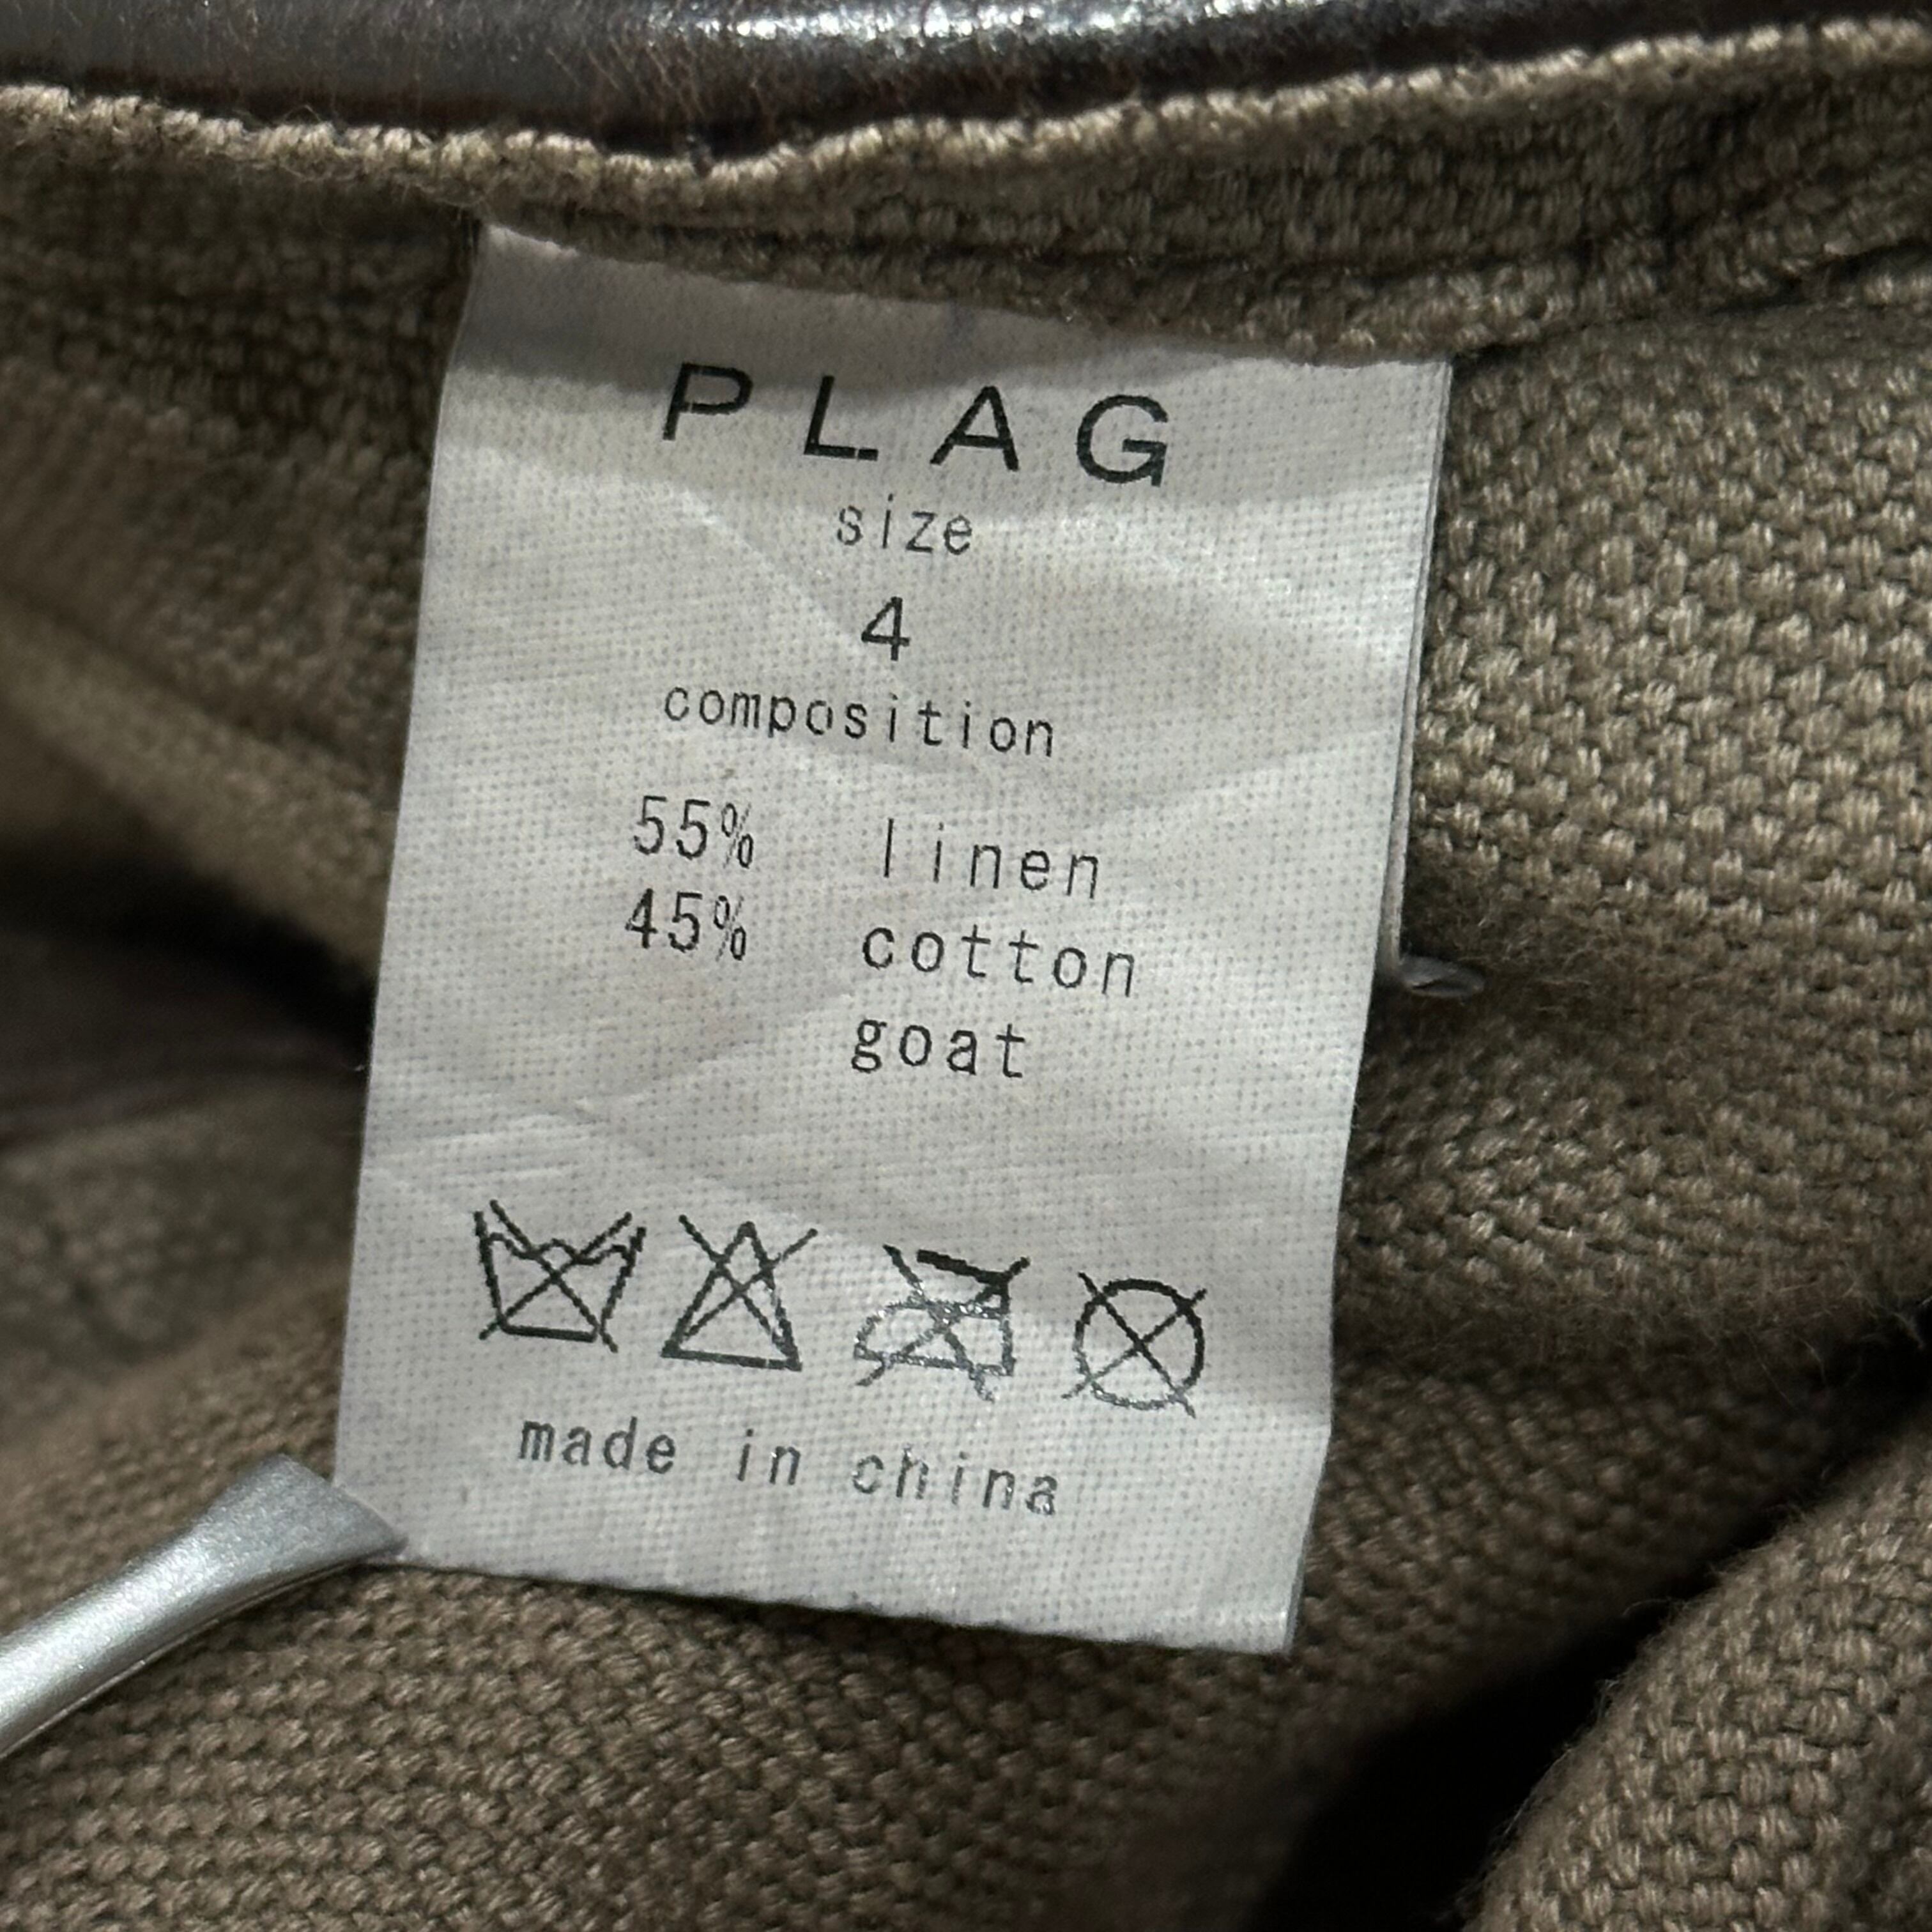 PLAG
size
4
composition
55% linen
45% cotton
goat
made in china